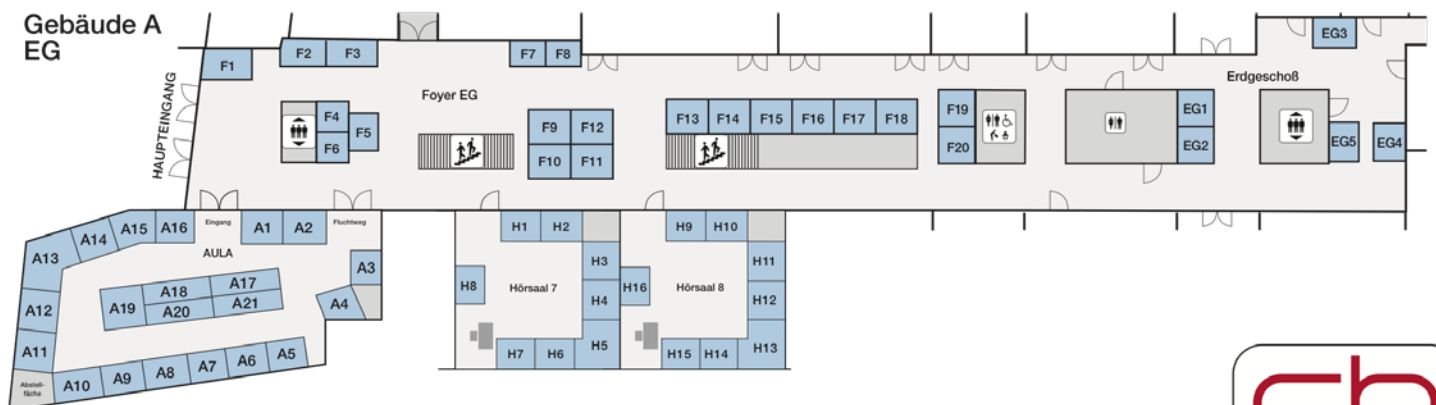 Gebäude A
EG
HAUPTEINGANG
F1
F2
F3
F7
F8
EG3
Foyer EG
Erdgeschoß
F4
F5
F6
F9
F12
F10
F11
F13
F14
F15
F16
F17
F18
F19
F20
EG1
EG2
EG5
EG4
A13
A14
A15
A16
Eingang
A1
A2
Fluchtweg
AULA
A3
A4
A12
A11
A19
A18
A17
A20
A21
Abstell-
fäche
A10
A9
A8
A7
A6
A5
H1
H2
H3
H8
Hörsaal 7
H4
H7
H6
H5
H9
H10
H11
H16
Hörsaal 8
H12
H15
H14
H13